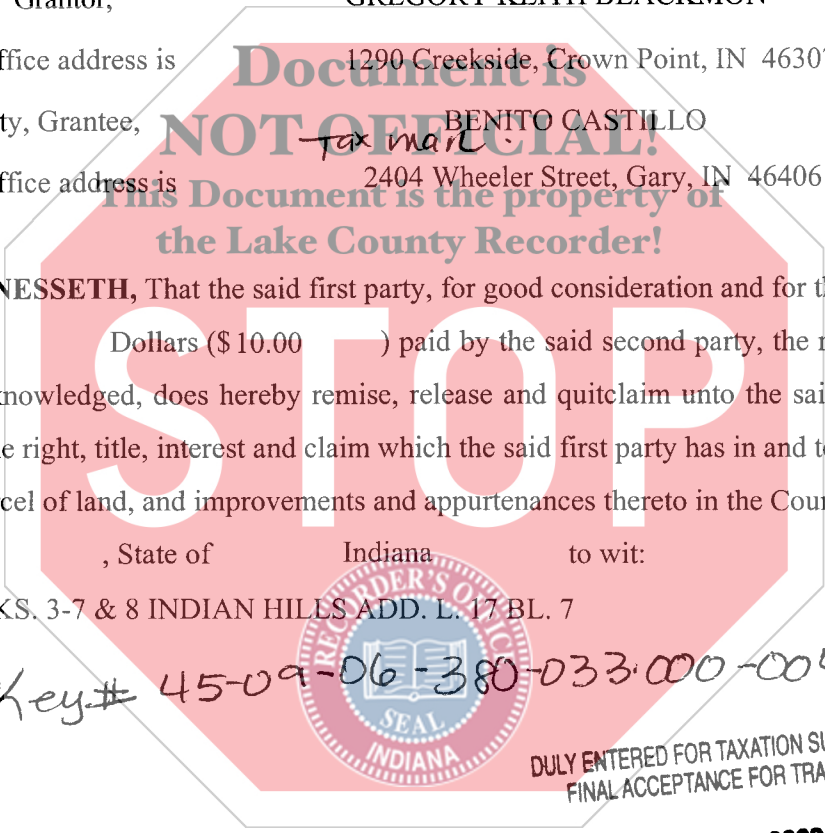 Grantor, GREGORY KEITH BLACKMON
ffice address is 1290 Creekside, Crown Point, IN 46307
Document is
ty, Grantee, BENITO CASTILLO
NOT OFFICIAL!
Tax mail:
ffice address is 2404 Wheeler Street, Gary, IN 46406
This Document is the property of
the Lake County Recorder!
NESSETH, That the said first party, for good consideration and for th
Dollars ($ 10.00 ) paid by the said second party, the r
knowledged, does hereby remise, release and quitclaim unto the sai
e right, title, interest and claim which the said first party has in and t
rcel of land, and improvements and appurtenances thereto in the Cou
STOP
, State of Indiana to wit:
KS. 3-7 & 8 INDIAN HILLS ADD. L. 17 BL. 7
Key# 45-09-06-380-033.000-00
RECORDER'S OFFICE
SEAL
INDIANA
DULY ENTERED FOR TAXATION SU
FINAL ACCEPTANCE FOR TRA